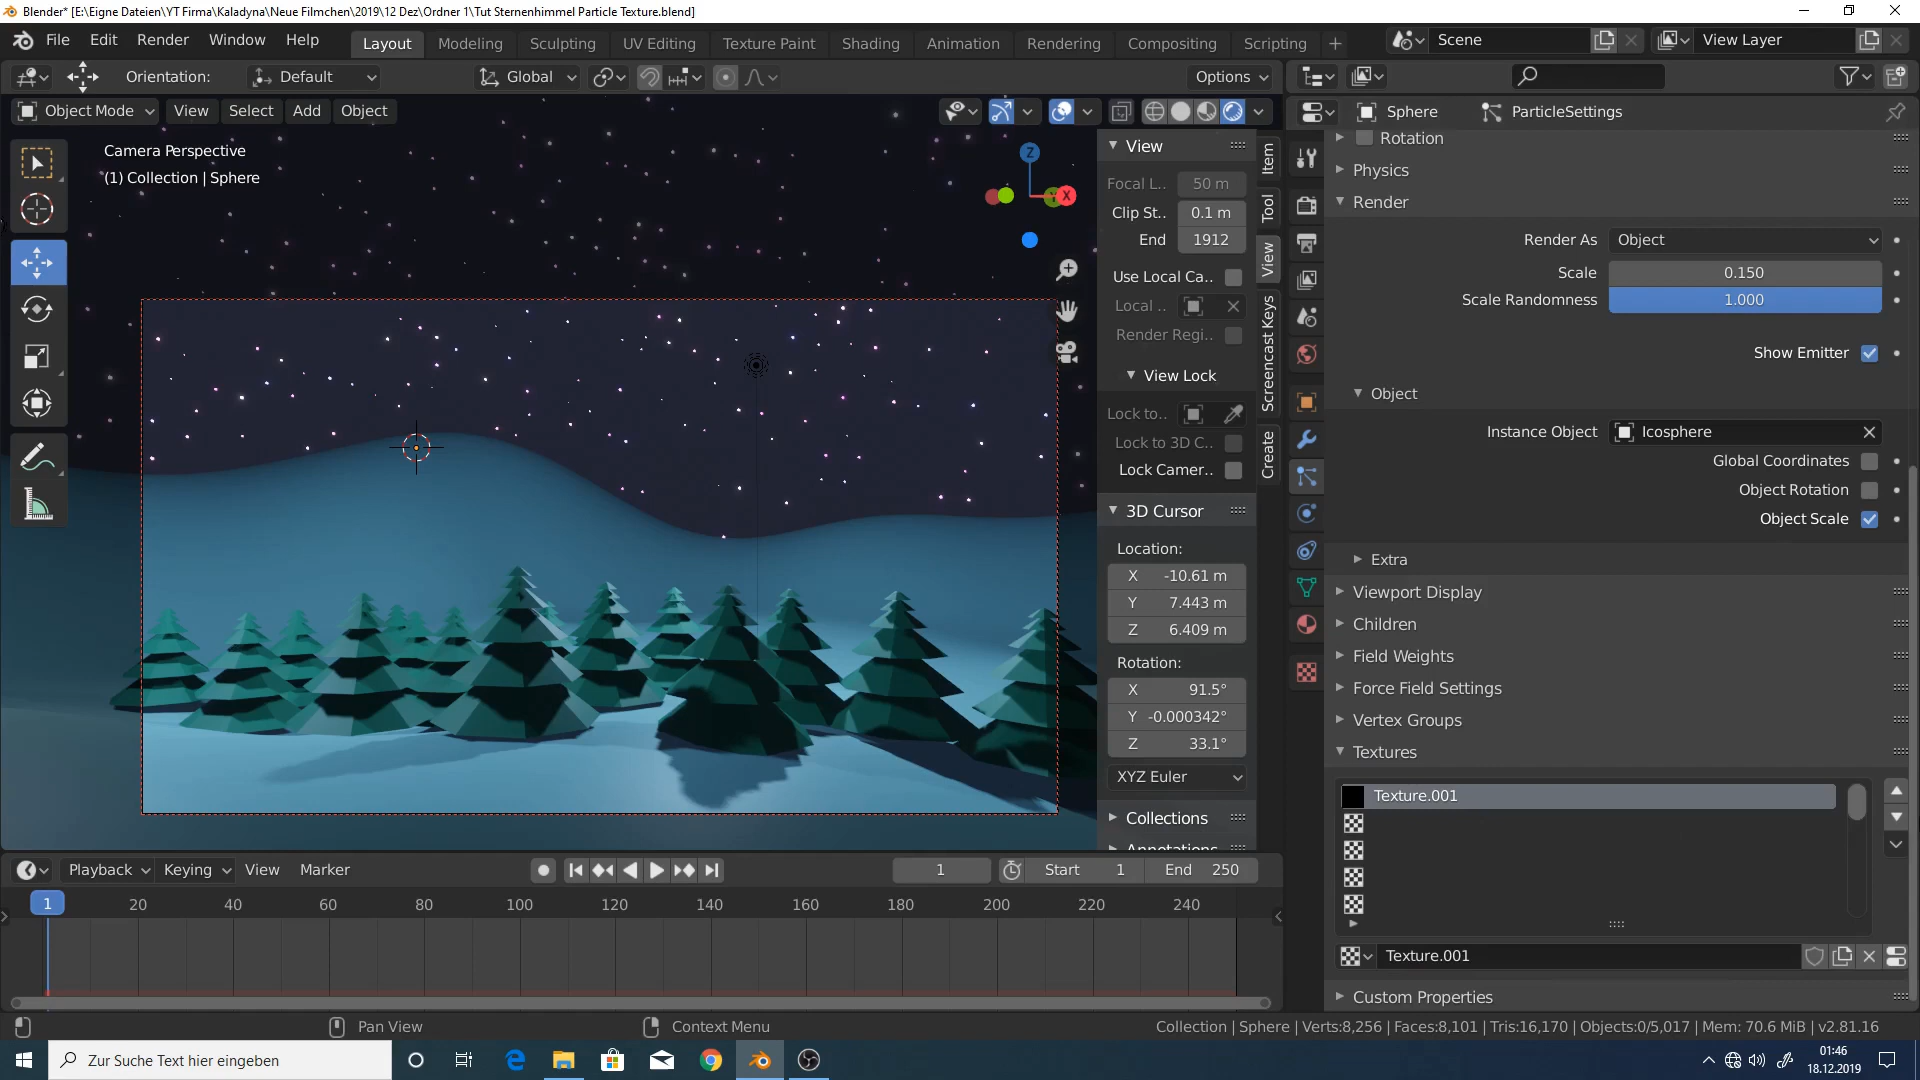 Blender* [E:\Eigne Dateien\YT Firma\Kaladyna\Neue Filmchen\2019\12 Dez\Ordner 1\Tut Sternenhimmel Particle Texture.blend]
File Edit Render Window Help Layout Modeling Sculpting UV Editing Texture Paint Shading Animation Rendering Compositing Scripting + Scene View Layer
Orientation: Default Global Options
Object Mode View Select Add Object Sphere ParticleSettings
Camera Perspective
(1) Collection | Sphere
Z
Y
X
View
Focal L.. 50 m
Clip St.. 0.1 m
End 1912
Use Local Ca..
Local ..
Render Regi..
View Lock
Lock to..
Lock to 3D C..
Lock Camer..
3D Cursor
Location:
X -10.61 m
Y 7.443 m
Z 6.409 m
Rotation:
X 91.5°
Y -0.000342°
Z 33.1°
XYZ Euler
Collections
Annotations
Item
Tool
View
Screencast Keys
Create
Rotation
Physics
Render
Render As Object
Scale 0.150
Scale Randomness 1.000
Show Emitter
Object
Instance Object Icosphere
Global Coordinates
Object Rotation
Object Scale
Extra
Viewport Display
Children
Field Weights
Force Field Settings
Vertex Groups
Textures
Texture.001
Texture.001
Custom Properties
Playback Keying View Marker 1 Start 1 End 250
1 20 40 60 80 100 120 140 160 180 200 220 240
Pan View Context Menu Collection | Sphere | Verts:8,256 | Faces:8,101 | Tris:16,170 | Objects:0/5,017 | Mem: 70.6 MiB | v2.81.16
Zur Suche Text hier eingeben
01:46
18.12.2019